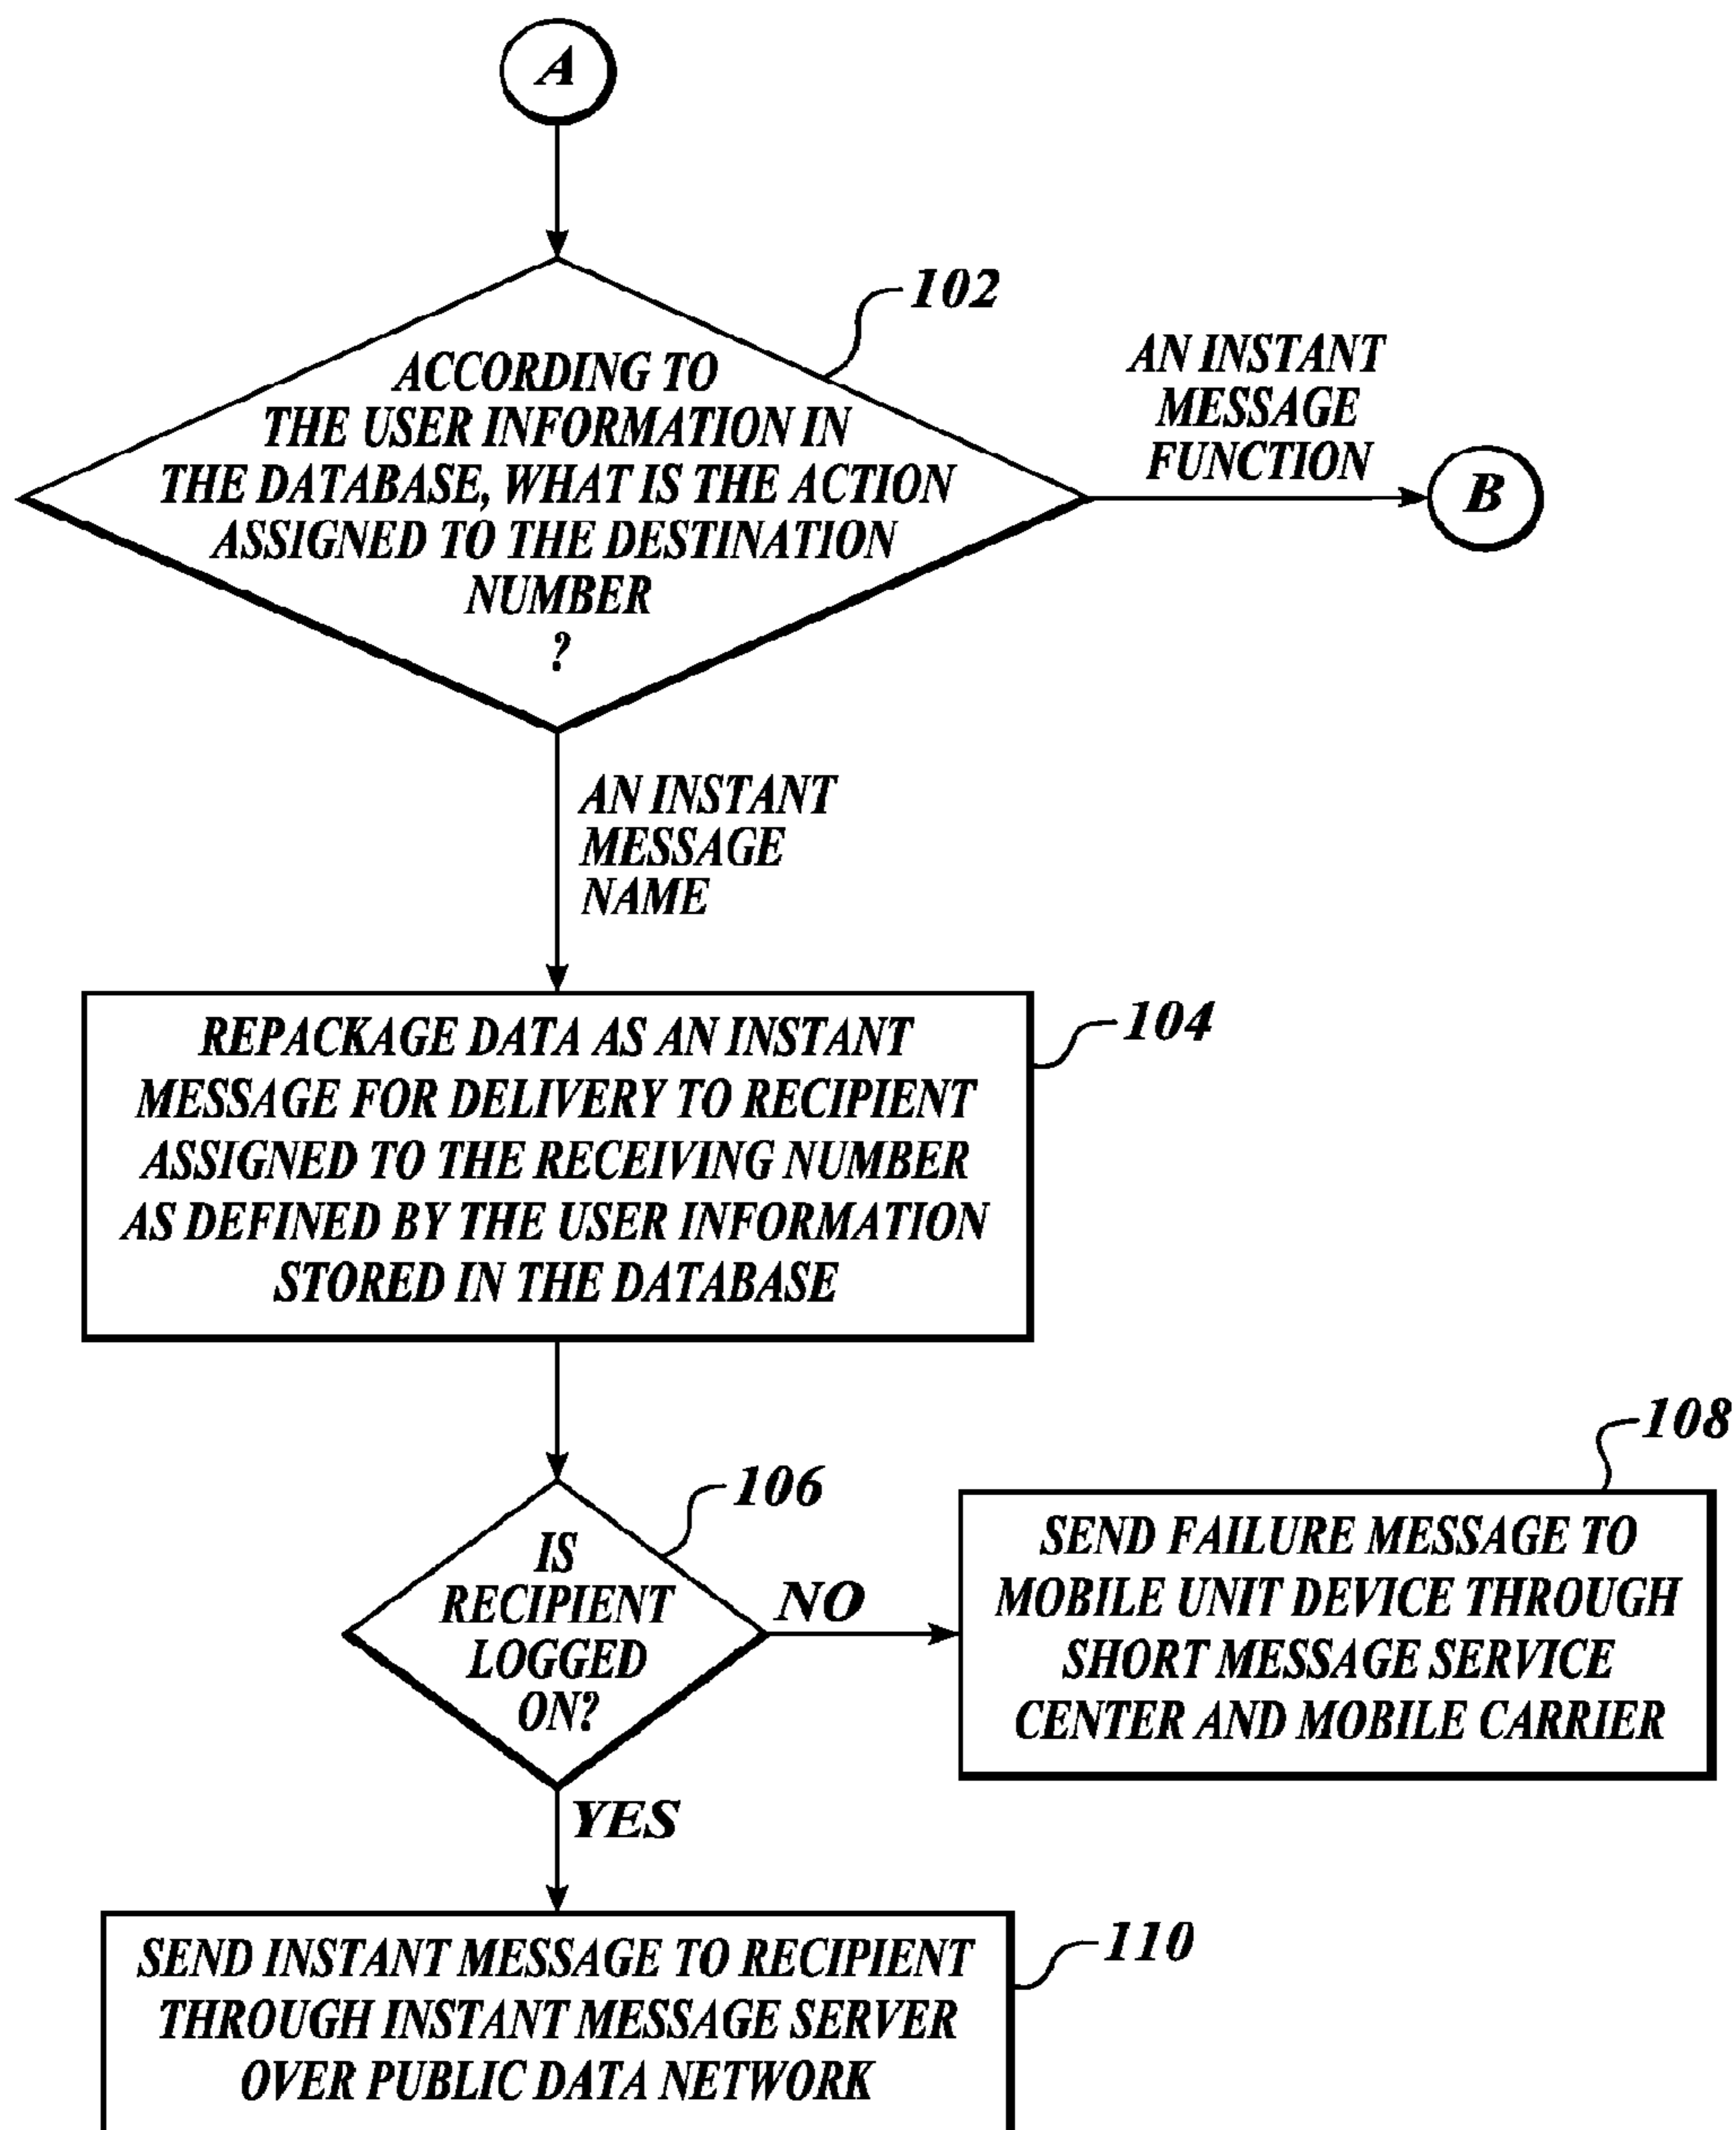 A
102
ACCORDING TO
THE USER INFORMATION IN
THE DATABASE, WHAT IS THE ACTION
ASSIGNED TO THE DESTINATION
NUMBER
?
AN INSTANT
MESSAGE
FUNCTION
B
AN INSTANT
MESSAGE
NAME
104
REPACKAGE DATA AS AN INSTANT
MESSAGE FOR DELIVERY TO RECIPIENT
ASSIGNED TO THE RECEIVING NUMBER
AS DEFINED BY THE USER INFORMATION
STORED IN THE DATABASE
106
IS
RECIPIENT
LOGGED
ON?
NO
108
SEND FAILURE MESSAGE TO
MOBILE UNIT DEVICE THROUGH
SHORT MESSAGE SERVICE
CENTER AND MOBILE CARRIER
YES
110
SEND INSTANT MESSAGE TO RECIPIENT
THROUGH INSTANT MESSAGE SERVER
OVER PUBLIC DATA NETWORK